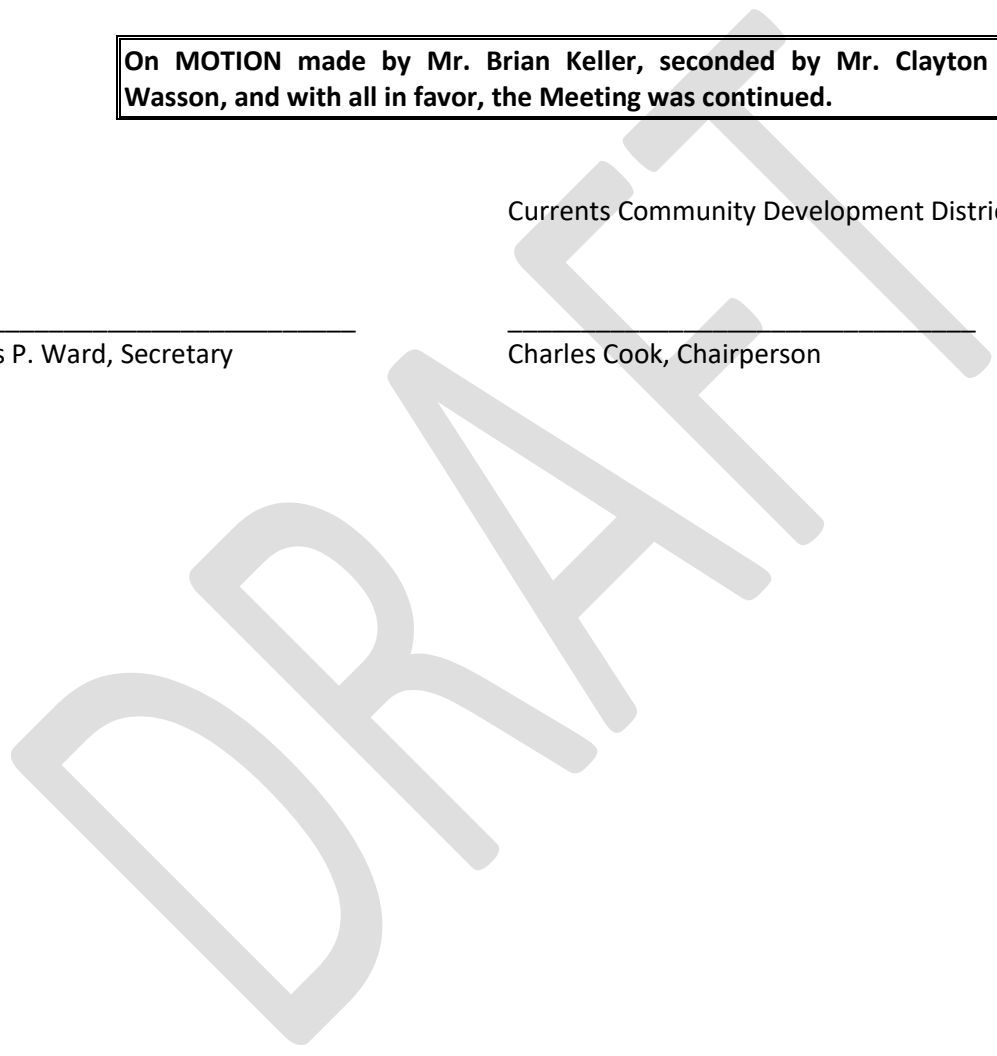 On MOTION made by Mr. Brian Keller, seconded by Mr. Clayton
Wasson, and with all in favor, the Meeting was continued.
Currents Community Development Distri
s P. Ward, Secretary
Charles Cook, Chairperson
DRAFT